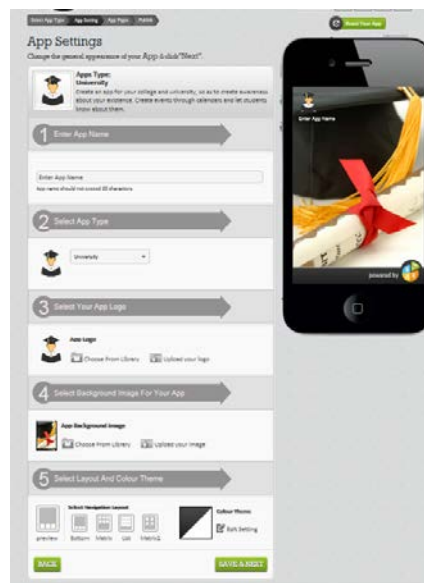 Select App Type App Setting App Pages Publish
App Settings
Change the general appearance of your App & click "Next".
Apps Type:
University
Create an app for your college and university, so as to create awareness
about your existence. Create events through calendars and let students
know about them.
1 Enter App Name
Enter App Name
App name should not exceed 20 characters
2 Select App Type
University
3 Select Your App Logo
App Logo
Choose From Library Upload your logo
4 Select Background Image For Your App
App Background Image
Choose From Library Upload your Image
5 Select Layout And Colour Theme
Select Navigation Layout
preview Bottom Matrix List Matrix2
Colour Theme
Edit Setting
BACK
SAVE & NEXT
Your App
Enter App Name
powered by